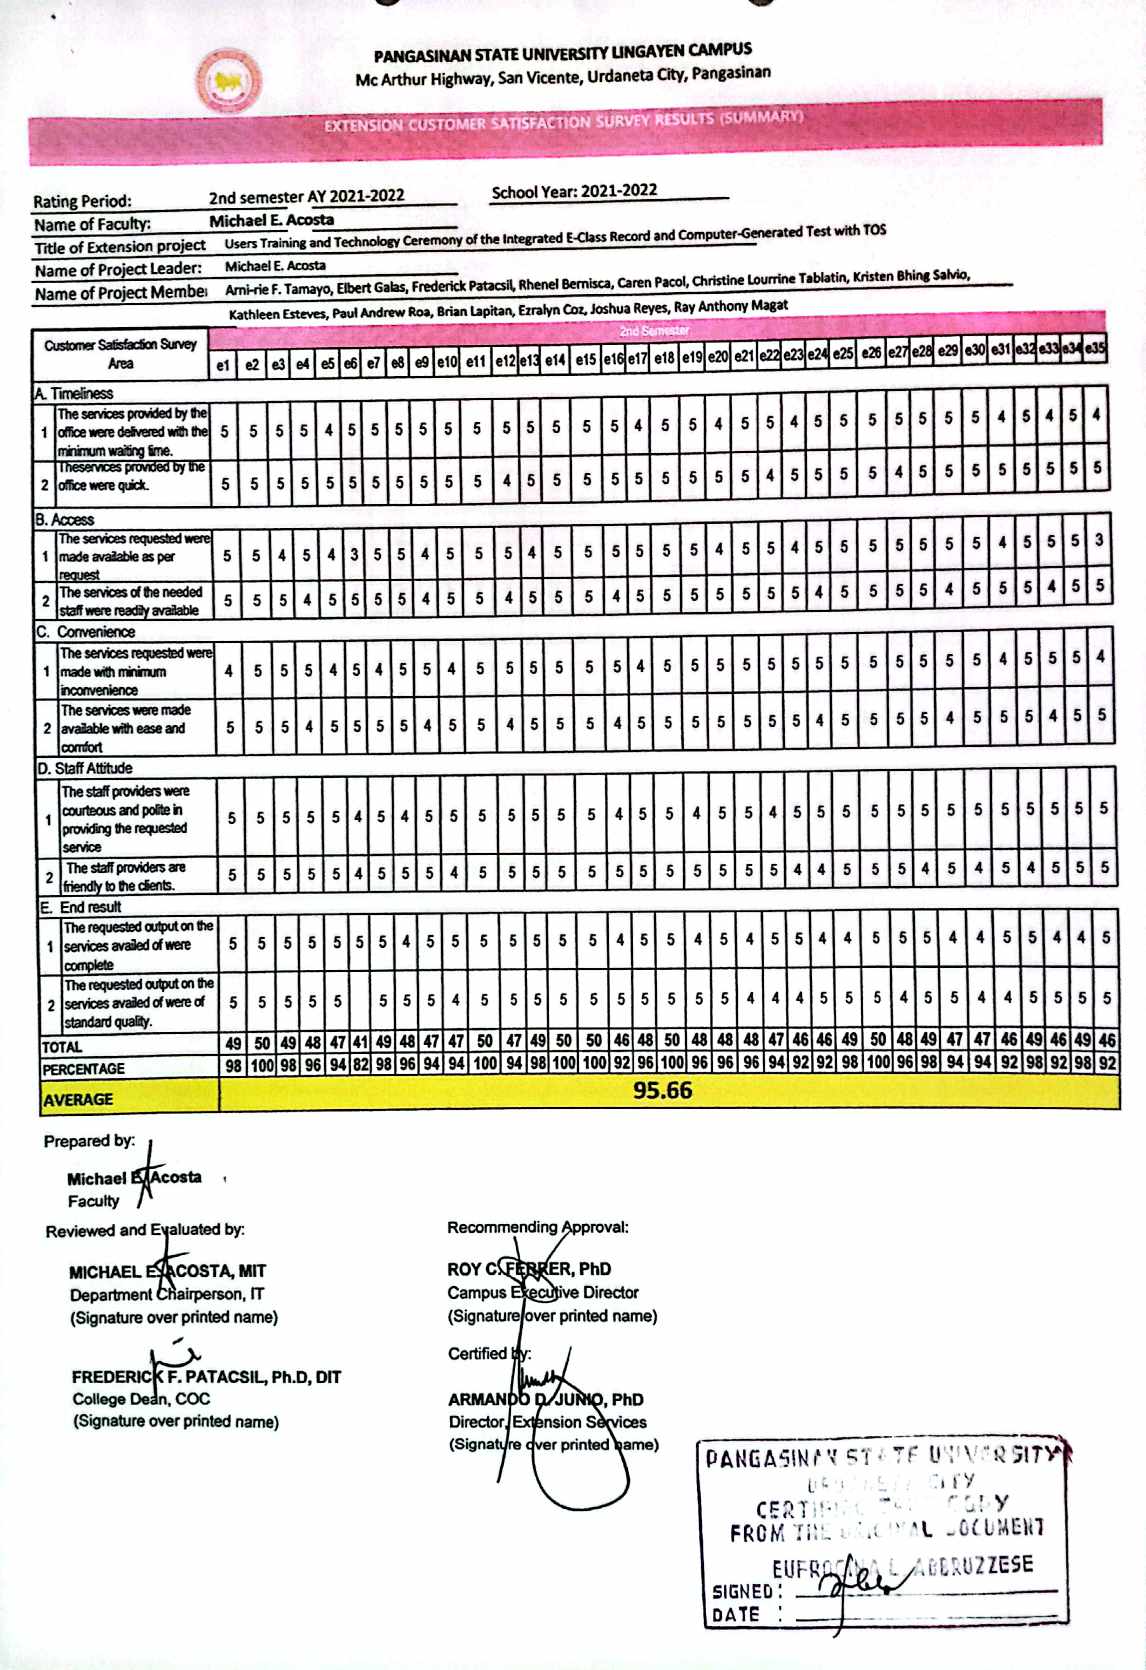 PANGASINAN STATE UNIVERSITY LINGAYEN CAMPUS
Mc Arthur Highway, San Vicente, Urdaneta City, Pangasinan
EXTENSION CUSTOMER SATISFACTION SURVEY RESULTS (SUMMARY)
Rating Period: 2nd semester AY 2021-2022 School Year: 2021-2022
Name of Faculty: Michael E. Acosta
Title of Extension project Users Training and Technology Ceremony of the Integrated E-Class Record and Computer-Generated Test with TOS
Name of Project Leader: Michael E. Acosta
Name of Project Membe Arni-rie F. Tamayo, Elbert Galas, Frederick Patacsil, Rhenel Bernisca, Caren Pacol, Christine Lourrine Tablatin, Kristen Bhing Salvio,
Kathleen Esteves, Paul Andrew Roa, Brian Lapitan, Ezralyn Coz, Joshua Reyes, Ray Anthony Magat
Customer Satisfaction Survey Area 2nd Semester
e1 e2 e3 e4 e5 e6 e7 e8 e9 e10 e11 e12 e13 e14 e15 e16 e17 e18 e19 e20 e21 e22 e23 e24 e25 e26 e27 e28 e29 e30 e31 e32 e33 e34 e35
A. Timeliness
1 The services provided by the office were delivered with the minimum waiting time. 5 5 5 5 4 5 5 5 5 5 5 5 5 5 5 5 4 5 5 4 5 5 4 5 5 5 5 5 5 5 4 5 4 5 4
2 Theservices provided by the office were quick. 5 5 5 5 5 5 5 5 5 5 5 4 5 5 5 5 5 5 5 5 5 4 5 5 5 5 4 5 5 5 5 5 5 5 5
B. Access
1 The services requested were made available as per request 5 5 4 5 4 3 5 5 4 5 5 5 4 5 5 5 5 5 5 4 5 5 4 5 5 5 5 5 5 5 4 5 5 5 3
2 The services of the needed staff were readily available 5 5 5 4 5 5 5 5 4 5 5 4 5 5 5 4 5 5 5 5 5 5 5 4 5 5 5 5 4 5 5 5 4 5 5
C. Convenience
1 The services requested were made with minimum inconvenience 4 5 5 5 4 5 4 5 5 4 5 5 5 5 5 5 4 5 5 5 5 5 5 5 5 5 5 5 5 5 4 5 5 5 4
2 The services were made available with ease and comfort 5 5 5 4 5 5 5 5 4 5 5 4 5 5 5 4 5 5 5 5 5 5 5 4 5 5 5 5 4 5 5 5 4 5 5
D. Staff Attitude
1 The staff providers were courteous and polite in providing the requested service 5 5 5 5 5 4 5 4 5 5 5 5 5 5 5 4 5 5 4 5 5 4 5 5 5 5 5 5 5 5 5 5 5 5 5
2 The staff providers are friendly to the clients. 5 5 5 5 5 4 5 5 5 4 5 5 5 5 5 5 5 5 5 5 5 5 4 4 5 5 5 4 5 4 5 4 5 5 5
E. End result
1 The requested output on the services availed of were complete 5 5 5 5 5 5 5 4 5 5 5 5 5 5 5 4 5 5 4 5 4 5 5 4 4 5 5 5 4 4 5 5 4 4 5
2 The requested output on the services availed of were of standard quality. 5 5 5 5 5 5 5 5 4 5 5 5 5 5 5 5 5 5 5 4 4 4 5 5 5 4 5 5 4 4 5 5 5 5
TOTAL 49 50 49 48 47 41 49 48 47 47 50 47 49 50 50 46 48 50 48 48 48 47 46 46 49 50 48 49 47 47 46 49 46 49 46
PERCENTAGE 98 100 98 96 94 82 98 96 94 94 100 94 98 100 100 92 96 100 96 96 96 94 92 92 98 100 96 98 94 94 92 98 92 98 92
AVERAGE 95.66
Prepared by:
Michael E. Acosta
Faculty
Reviewed and Evaluated by:
MICHAEL E. ACOSTA, MIT
Department Chairperson, IT
(Signature over printed name)
FREDERICK F. PATACSIL, Ph.D, DIT
College Dean, COC
(Signature over printed name)
Recommending Approval:
ROY C. FERRER, PhD
Campus Executive Director
(Signature over printed name)
Certified by:
ARMANDO D. JUNIO, PhD
Director, Extension Services
(Signature over printed name)
PANGASINAN STATE UNIVERSITY
CITY
CERTIFIED TRUE COPY
FROM THE ORIGINAL DOCUMENT
EUFROCINA L. ABBRUZZESE
SIGNED:
DATE :